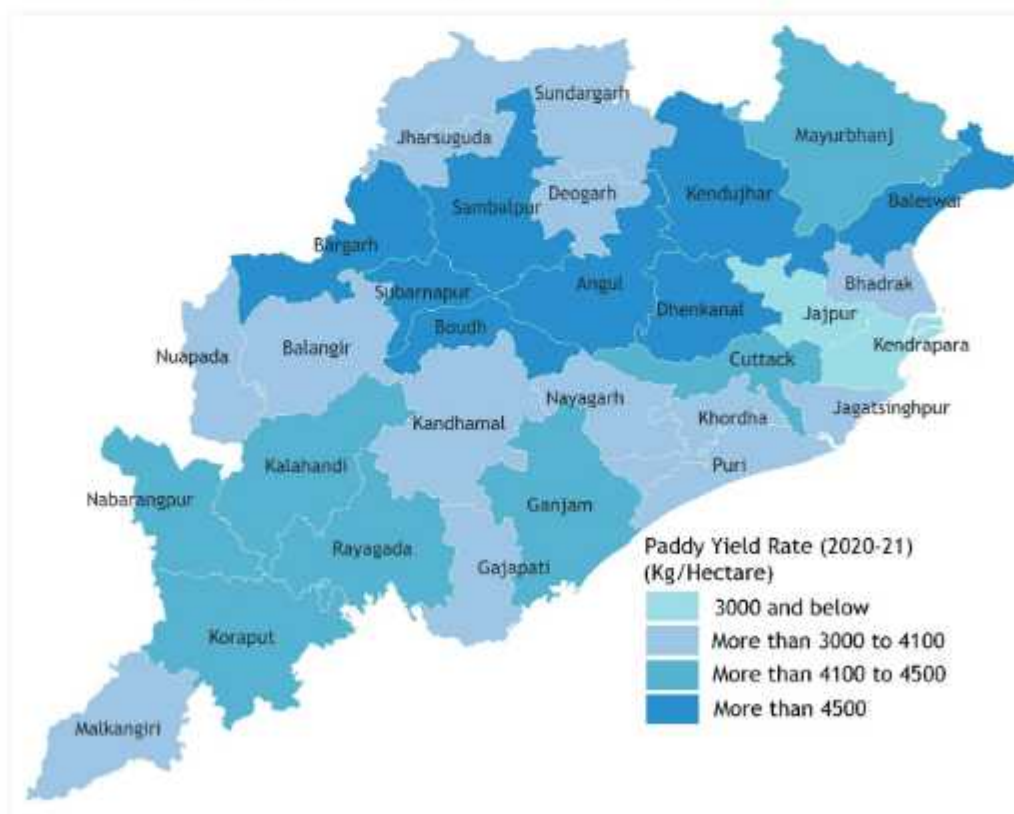 Sundargarh
Jharsuguda
Mayurbhanj
Deogarh
Kendujhar
Sambalpur
Baleswar
Bargarh
Subarnapur
Angul
Bhadrak
Dhenkanal
Jajpur
Boudh
Kendrapara
Nuapada
Balangir
Cuttack
Nayagarh
Jagatsinghpur
Kandhamal
Khordha
Kalahandi
Puri
Nabarangpur
Ganjam
Rayagada
Gajapati
Koraput
Malkangiri
Paddy Yield Rate (2020-21)
(Kg/Hectare)
3000 and below
More than 3000 to 4100
More than 4100 to 4500
More than 4500